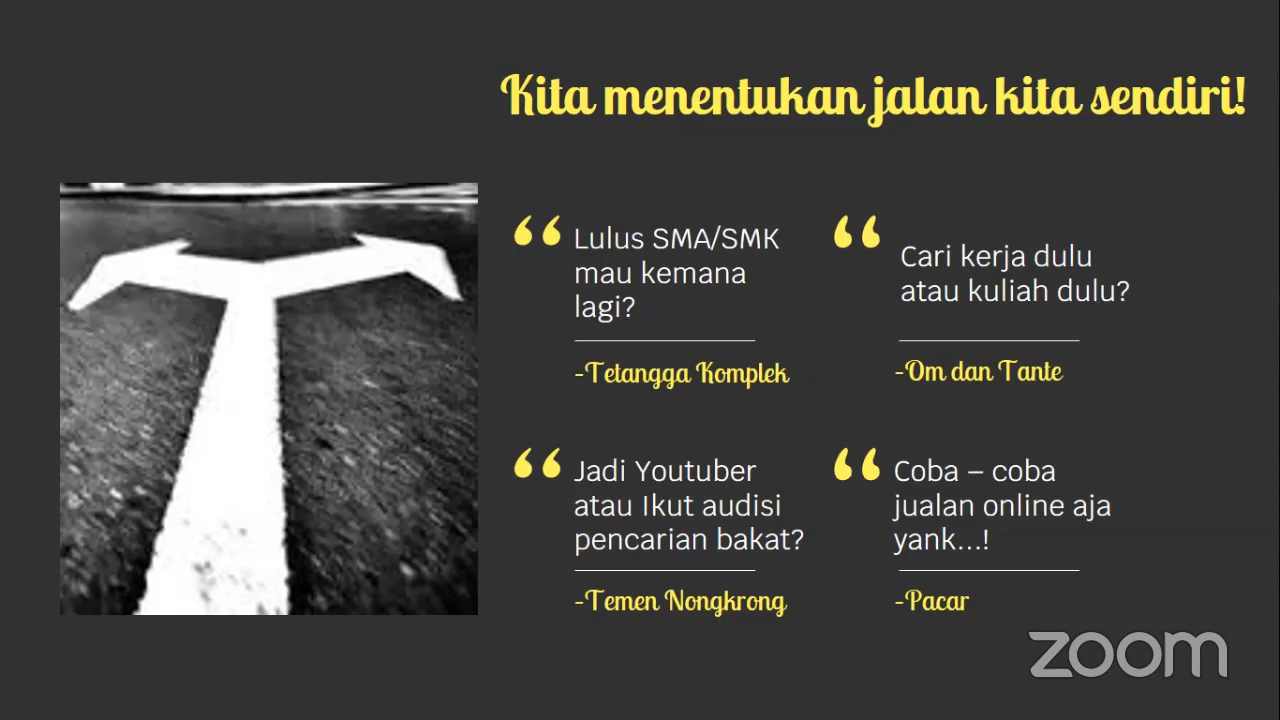 Kita menentukan jalan kita sendiri!
“ Lulus SMA/SMK
mau kemana
lagi?
-Tetangga Komplek
“ Cari kerja dulu
atau kuliah dulu?
-Om dan Tante
“ Jadi Youtuber
atau Ikut audisi
pencarian bakat?
-Temen Nongkrong
“ Coba – coba
jualan online aja
yank...!
-Pacar
zoom